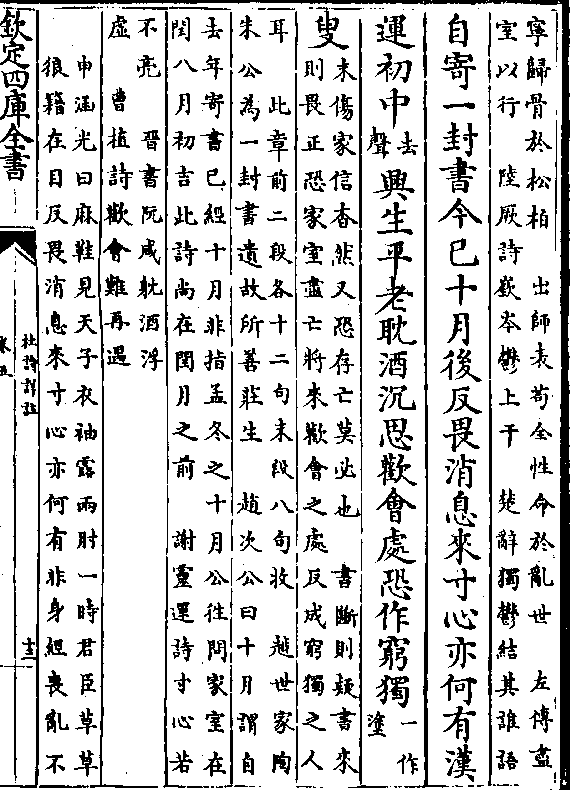 寧歸骨於松柏　出師表苟全性命於亂世　左傳盡
室以行　陸厥詩嶔岑鬱上干　楚辭獨鬱結其誰語
自寄一封書今已十月後反畏消息來寸心亦何有漢
運初中去聲興生平老耽酒沉思歡會處恐作窮獨一作塗
叟末傷家信杳然又恐存亡莫必也　書斷則疑書來
則畏正恐家室盡亡將來歡會之處反成窮獨之人
耳　此章前二段各十二句末段八句收　越世家陶
朱公為一封書遺故所善莊生　趙次公曰十月謂自
去年寄書已經十月非指孟冬之十月公往問家室在
閏八月初吉此詩尚在閏月之前　謝靈運詩寸心若
不亮　晉書阮咸躭酒浮
虛　曹植詩歡會難再遇
申涵光曰麻鞋見天子衣袖露兩肘一時君臣草草
狼籍在目反畏消息來寸心亦何有非身經喪亂不
欽定四庫全書
杜詩詳註
卷五
十三